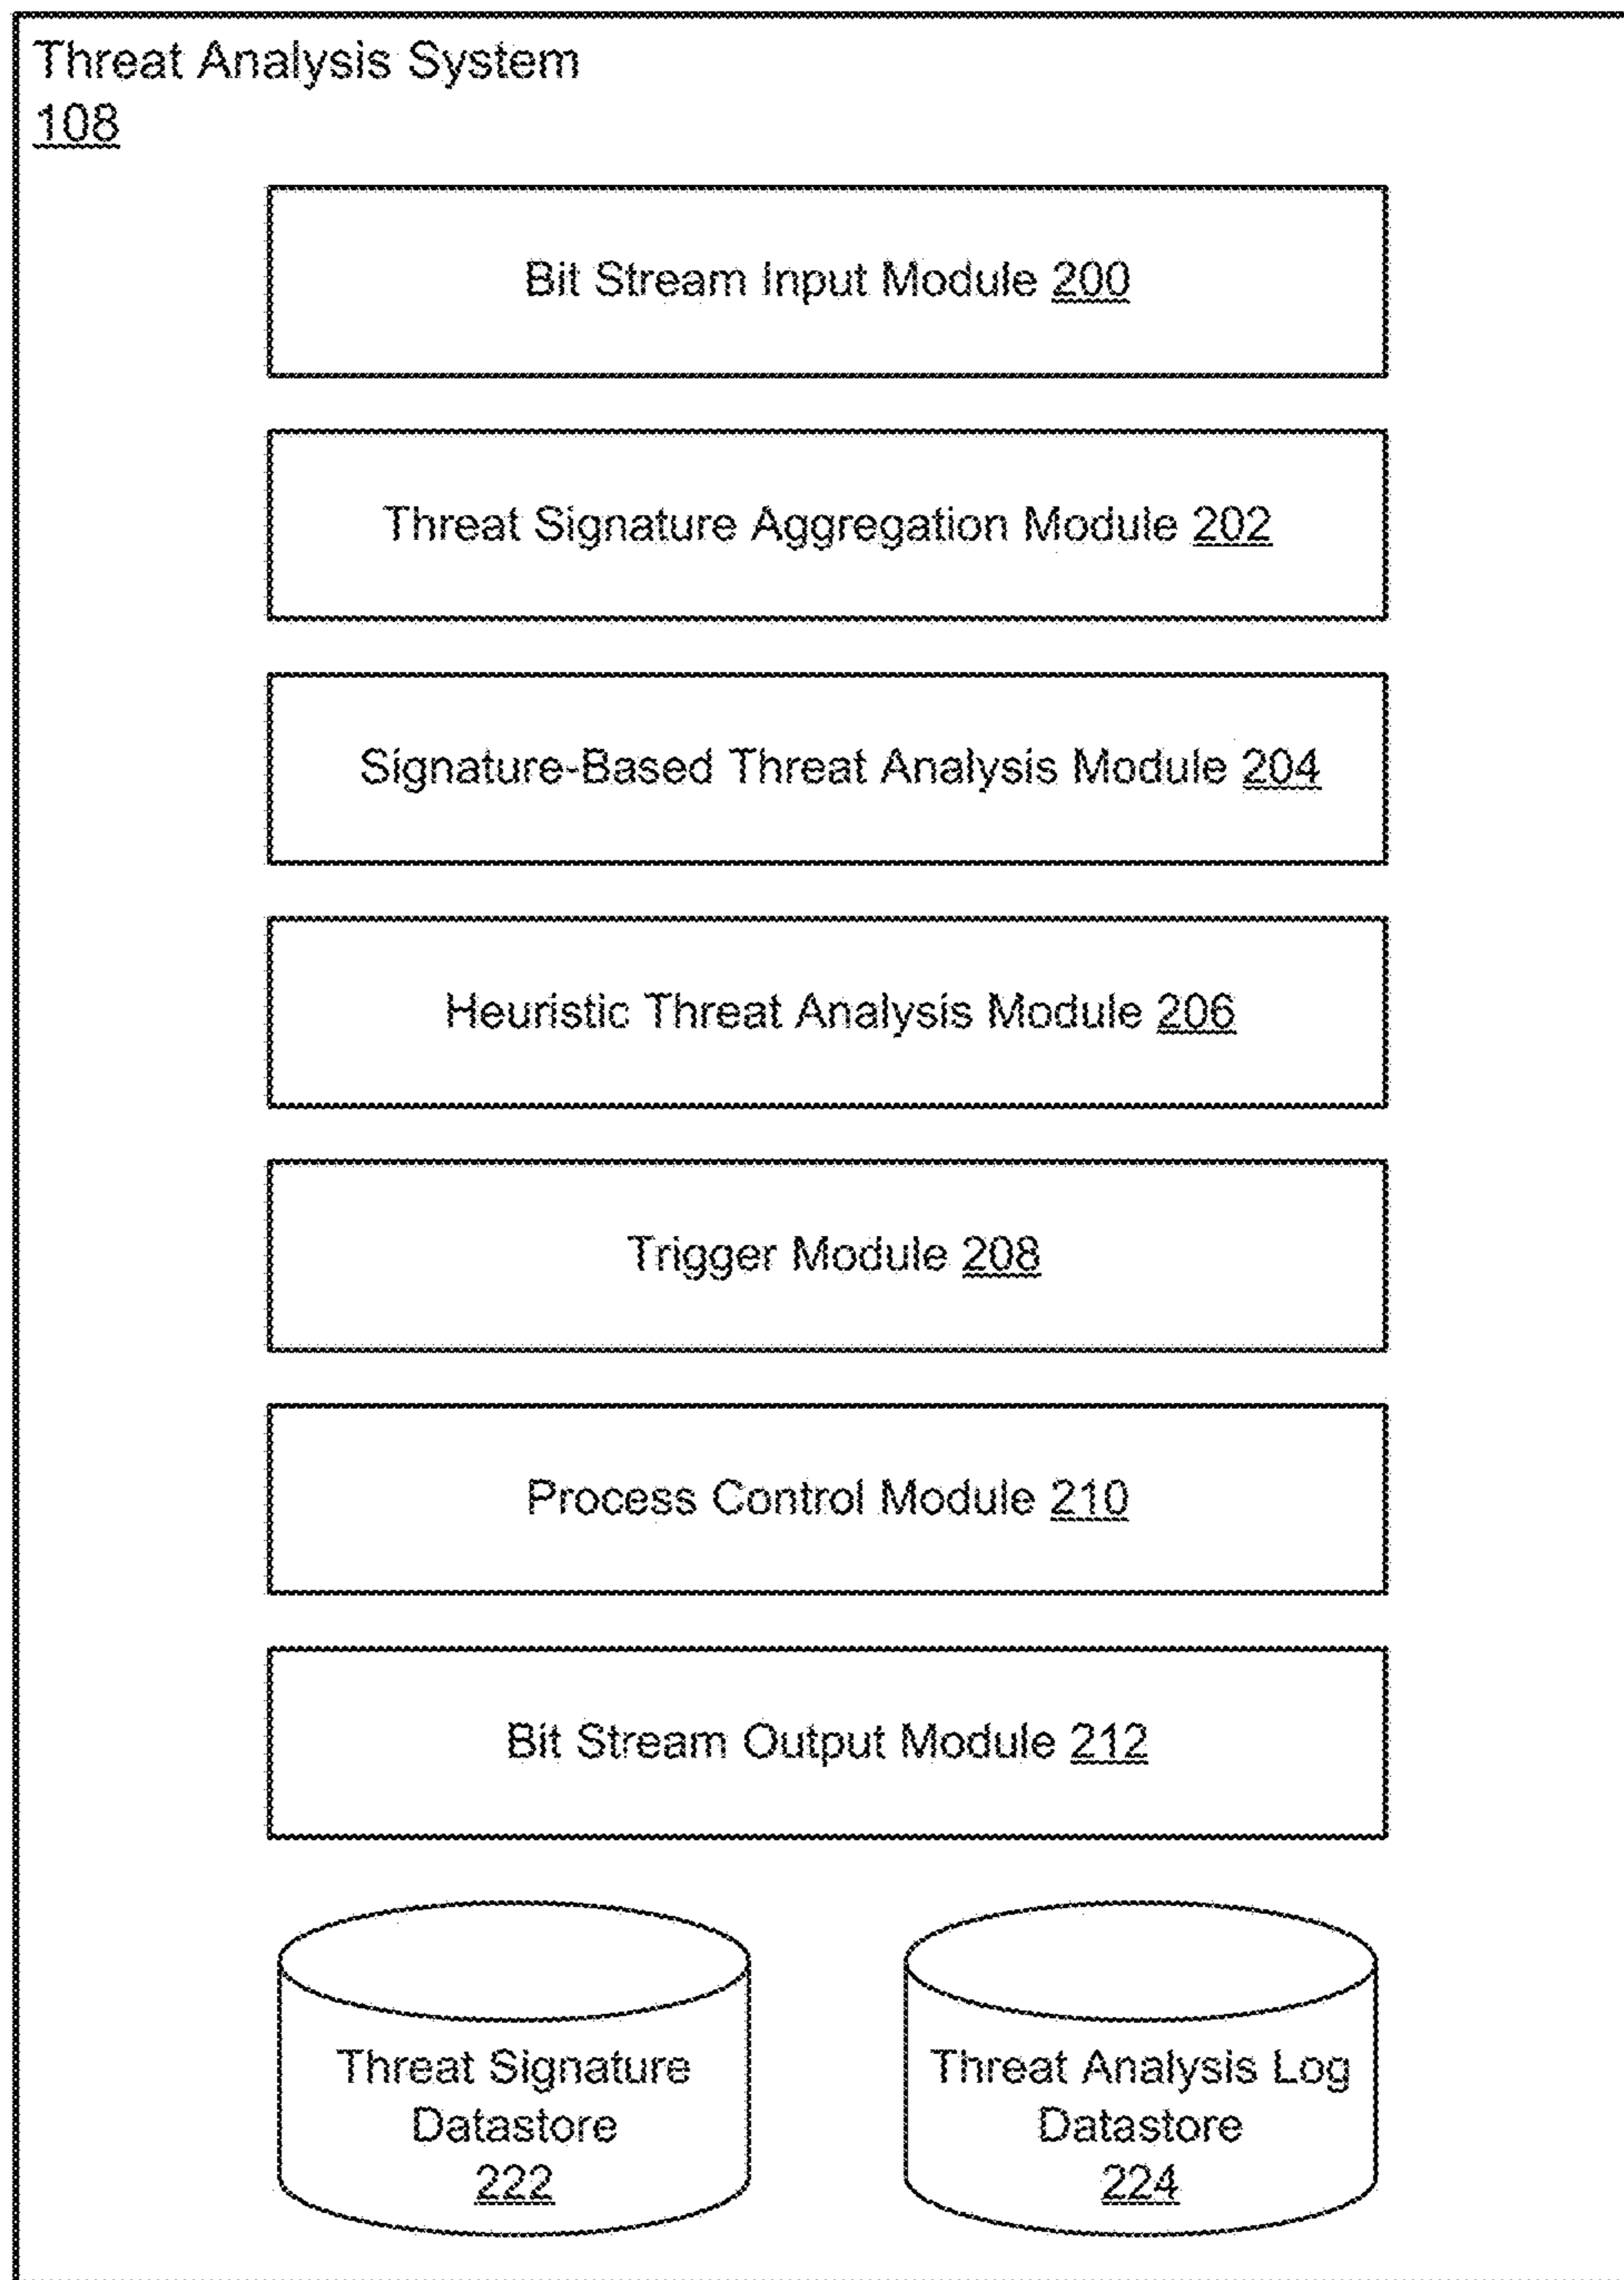 Threat Analysis System
108
Bit Stream Input Module 200
Threat Signature Aggregation Module 202
Signature-Based Threat Analysis Module 204
Heuristic Threat Analysis Module 206
Trigger Module 208
Process Control Module 210
Bit Stream Output Module 212
Threat Signature
Datastore
222
Threat Analysis Log
Datastore
224